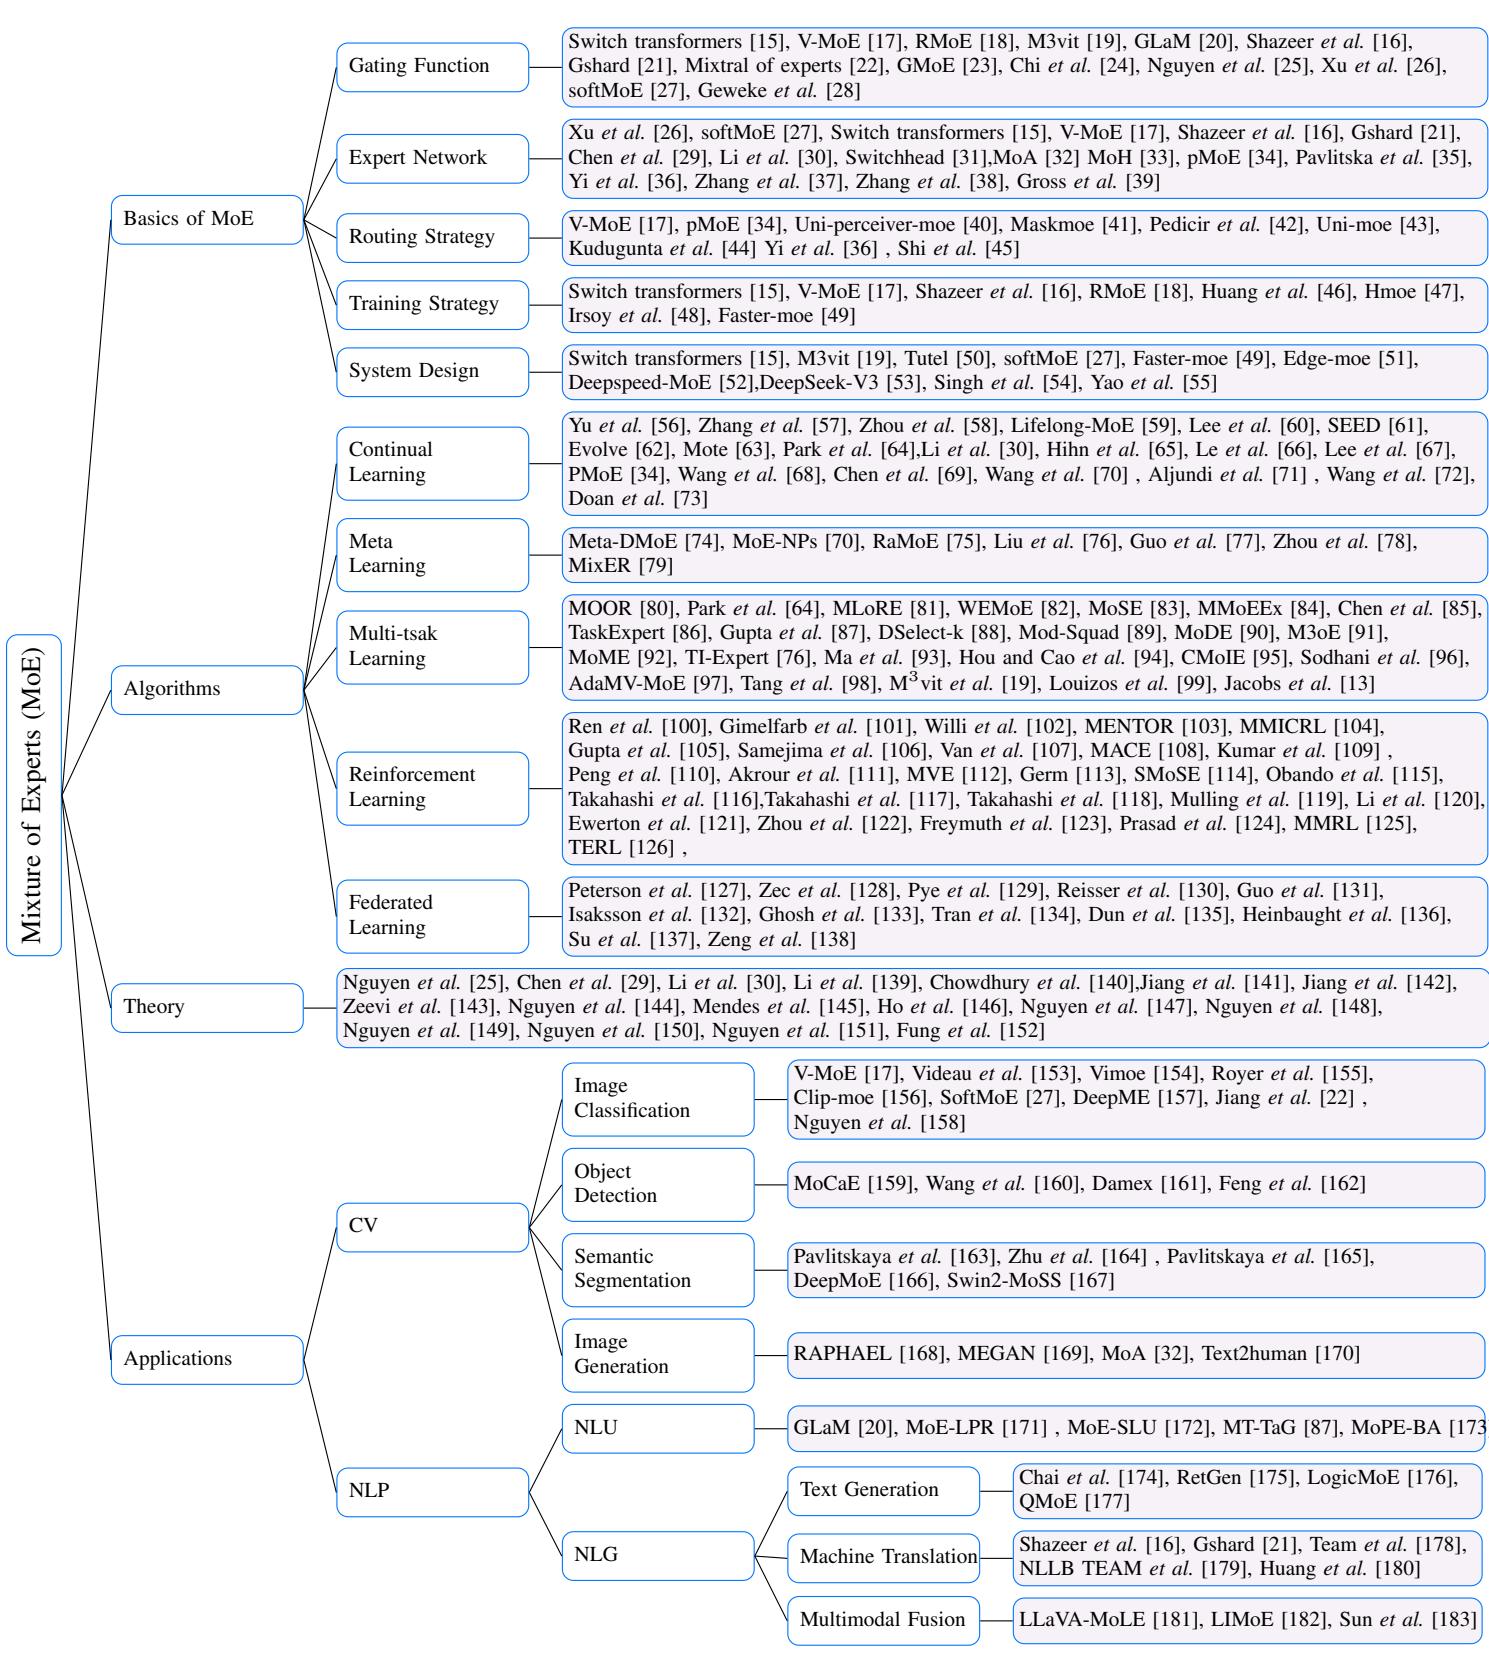 Mixture of Experts (MoE)
Basics of MoE
Gating Function
Switch transformers [15], V-MoE [17], RMoE [18], M3vit [19], GLaM [20], Shazeer et al. [16],
Gshard [21], Mixtral of experts [22], GMoE [23], Chi et al. [24], Nguyen et al. [25], Xu et al. [26],
softMoE [27], Geweke et al. [28]
Expert Network
Xu et al. [26], softMoE [27], Switch transformers [15], V-MoE [17], Shazeer et al. [16], Gshard [21],
Chen et al. [29], Li et al. [30], Switchhead [31],MoA [32] MoH [33], pMoE [34], Pavlitska et al. [35],
Yi et al. [36], Zhang et al. [37], Zhang et al. [38], Gross et al. [39]
Routing Strategy
V-MoE [17], pMoE [34], Uni-perceiver-moe [40], Maskmoe [41], Pedicir et al. [42], Uni-moe [43],
Kudugunta et al. [44] Yi et al. [36] , Shi et al. [45]
Training Strategy
Switch transformers [15], V-MoE [17], Shazeer et al. [16], RMoE [18], Huang et al. [46], Hmoe [47],
Irsoy et al. [48], Faster-moe [49]
System Design
Switch transformers [15], M3vit [19], Tutel [50], softMoE [27], Faster-moe [49], Edge-moe [51],
Deepspeed-MoE [52],DeepSeek-V3 [53], Singh et al. [54], Yao et al. [55]
Algorithms
Continual
Learning
Yu et al. [56], Zhang et al. [57], Zhou et al. [58], Lifelong-MoE [59], Lee et al. [60], SEED [61],
Evolve [62], Mote [63], Park et al. [64],Li et al. [30], Hihn et al. [65], Le et al. [66], Lee et al. [67],
PMoE [34], Wang et al. [68], Chen et al. [69], Wang et al. [70] , Aljundi et al. [71] , Wang et al. [72],
Doan et al. [73]
Meta
Learning
Meta-DMoE [74], MoE-NPs [70], RaMoE [75], Liu et al. [76], Guo et al. [77], Zhou et al. [78],
MixER [79]
Multi-tsak
Learning
MOOR [80], Park et al. [64], MLoRE [81], WEMoE [82], MoSE [83], MMoEEx [84], Chen et al. [85],
TaskExpert [86], Gupta et al. [87], DSelect-k [88], Mod-Squad [89], MoDE [90], M3oE [91],
MoME [92], TI-Expert [76], Ma et al. [93], Hou and Cao et al. [94], CMoIE [95], Sodhani et al. [96],
AdaMV-MoE [97], Tang et al. [98], M³vit et al. [19], Louizos et al. [99], Jacobs et al. [13]
Reinforcement
Learning
Ren et al. [100], Gimelfarb et al. [101], Willi et al. [102], MENTOR [103], MMICRL [104],
Gupta et al. [105], Samejima et al. [106], Van et al. [107], MACE [108], Kumar et al. [109] ,
Peng et al. [110], Akrour et al. [111], MVE [112], Germ [113], SMoSE [114], Obando et al. [115],
Takahashi et al. [116],Takahashi et al. [117], Takahashi et al. [118], Mulling et al. [119], Li et al. [120],
Ewerton et al. [121], Zhou et al. [122], Freymuth et al. [123], Prasad et al. [124], MMRL [125],
TERL [126] ,
Federated
Learning
Peterson et al. [127], Zec et al. [128], Pye et al. [129], Reisser et al. [130], Guo et al. [131],
Isaksson et al. [132], Ghosh et al. [133], Tran et al. [134], Dun et al. [135], Heinbaught et al. [136],
Su et al. [137], Zeng et al. [138]
Theory
Nguyen et al. [25], Chen et al. [29], Li et al. [30], Li et al. [139], Chowdhury et al. [140],Jiang et al. [141], Jiang et al. [142],
Zeevi et al. [143], Nguyen et al. [144], Mendes et al. [145], Ho et al. [146], Nguyen et al. [147], Nguyen et al. [148],
Nguyen et al. [149], Nguyen et al. [150], Nguyen et al. [151], Fung et al. [152]
Applications
CV
Image
Classification
V-MoE [17], Videau et al. [153], Vimoe [154], Royer et al. [155],
Clip-moe [156], SoftMoE [27], DeepME [157], Jiang et al. [22] ,
Nguyen et al. [158]
Object
Detection
MoCaE [159], Wang et al. [160], Damex [161], Feng et al. [162]
Semantic
Segmentation
Pavlitskaya et al. [163], Zhu et al. [164] , Pavlitskaya et al. [165],
DeepMoE [166], Swin2-MoSS [167]
Image
Generation
RAPHAEL [168], MEGAN [169], MoA [32], Text2human [170]
NLP
NLU
GLaM [20], MoE-LPR [171] , MoE-SLU [172], MT-TaG [87], MoPE-BA [173
NLG
Text Generation
Chai et al. [174], RetGen [175], LogicMoE [176],
QMoE [177]
Machine Translation
Shazeer et al. [16], Gshard [21], Team et al. [178],
NLLB TEAM et al. [179], Huang et al. [180]
Multimodal Fusion
LLaVA-MoLE [181], LIMoE [182], Sun et al. [183]